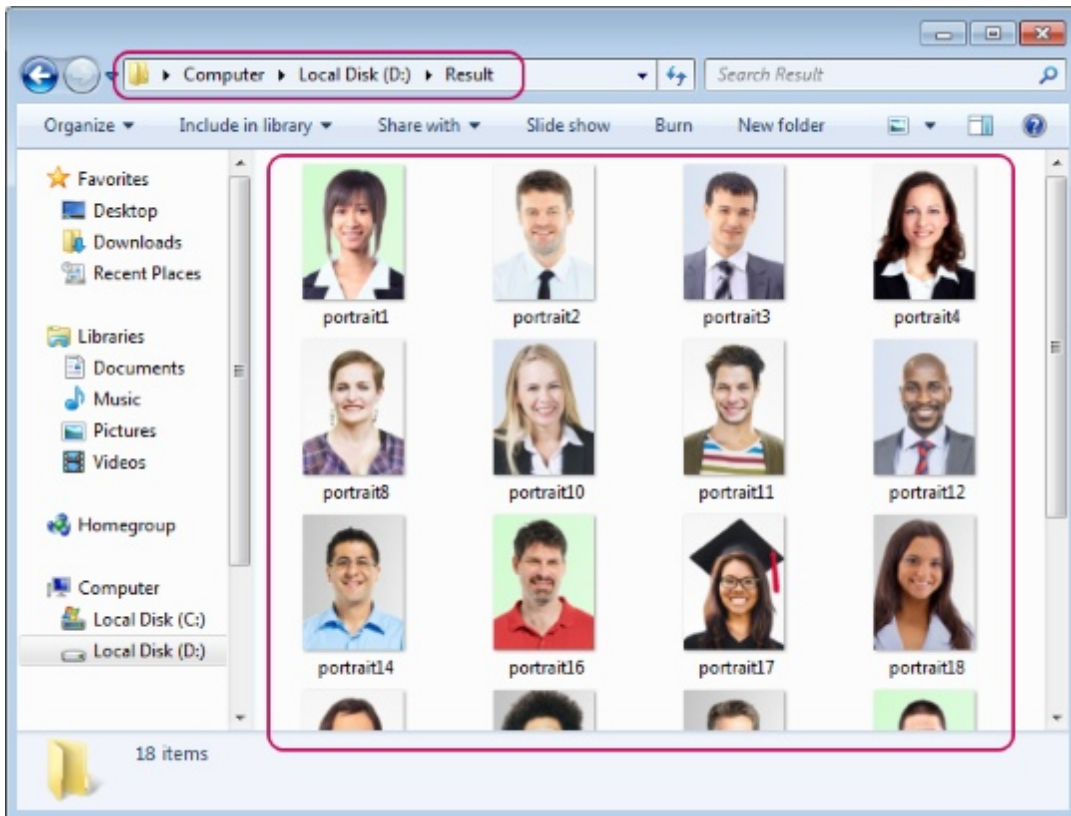 Computer Local Disk (D:) Result
Search Result
Organize Include in library Share with Slide show Burn New folder
Favorites
Desktop
Downloads
Recent Places
Libraries
Documents
Music
Pictures
Videos
Homegroup
Computer
Local Disk (C:)
Local Disk (D:)
portrait1 portrait2 portrait3 portrait4
portrait8 portrait10 portrait11 portrait12
portrait14 portrait16 portrait17 portrait18
18 items